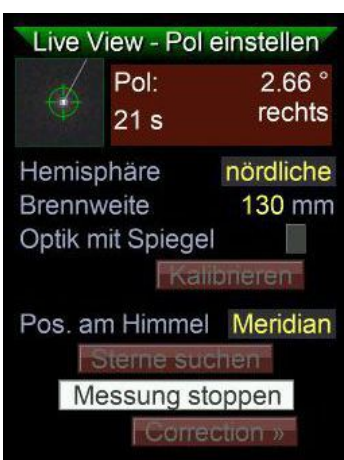 Live View - Pol einstellen
Pol: 2.66 °
21 s rechts
Hemisphäre nördliche
Brennweite 130 mm
Optik mit Spiegel
Kalibrieren
Pos. am Himmel Meridian
Sterne suchen
Messung stoppen
Correction »